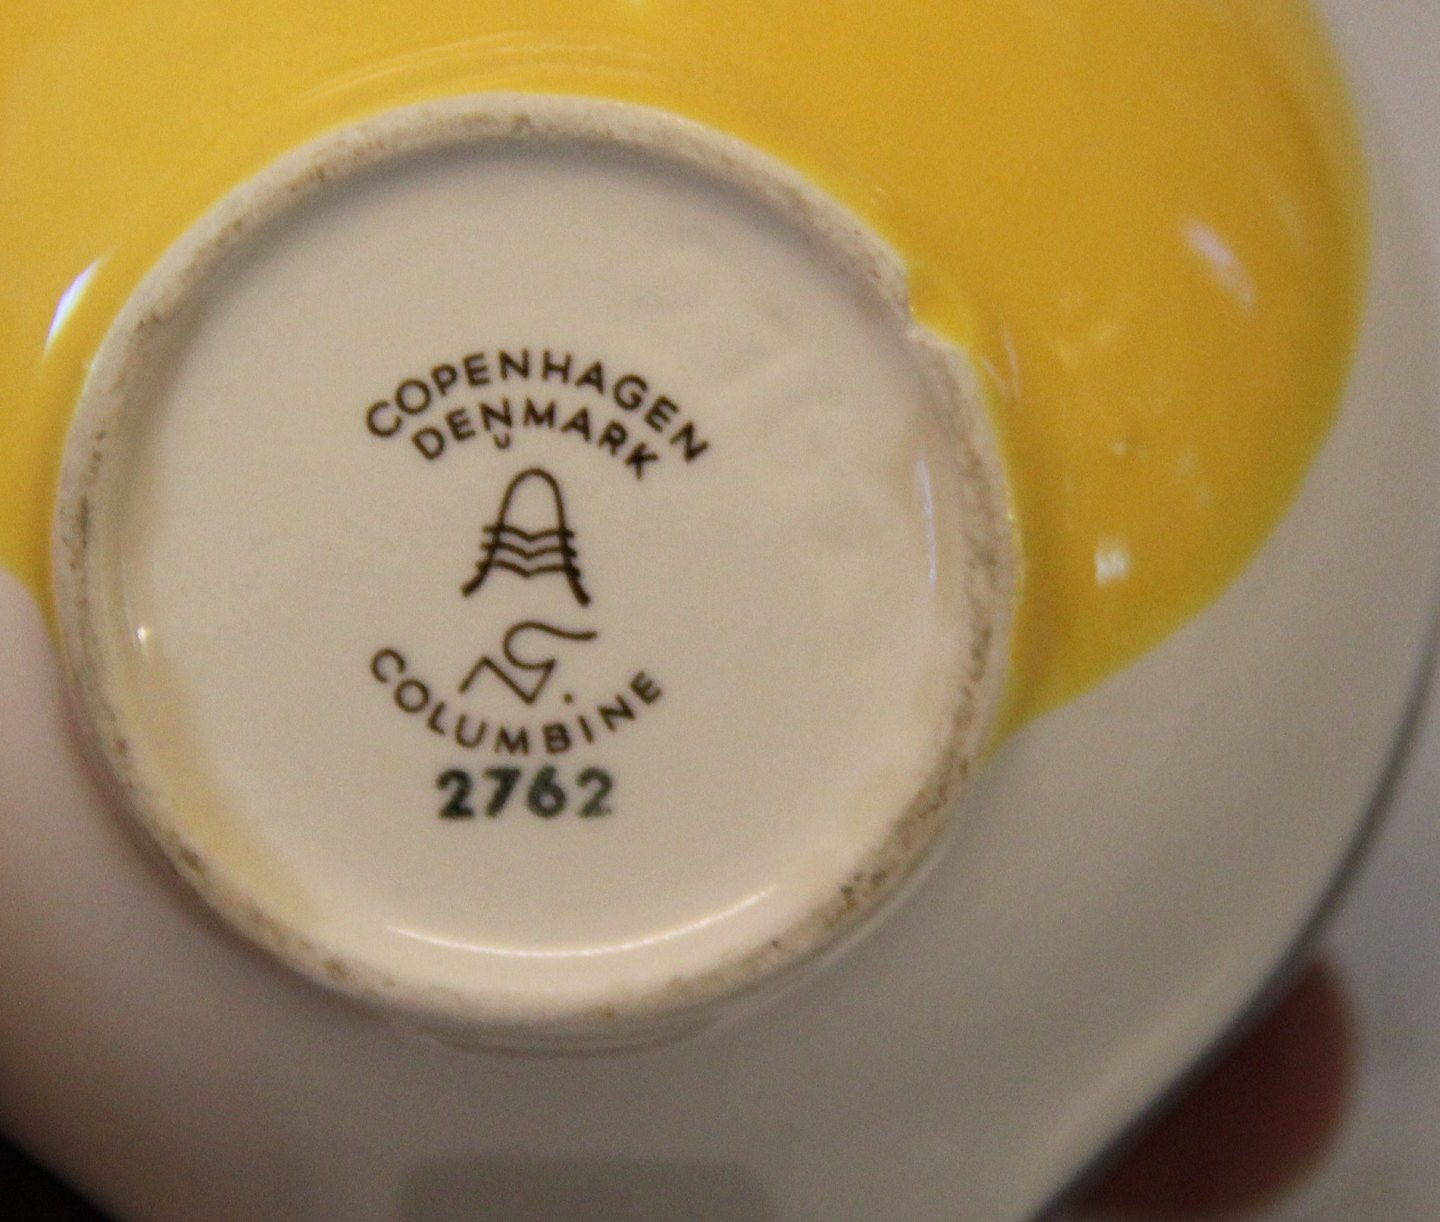 COPENHAGEN
DENMARK
COLUMBINE
2762